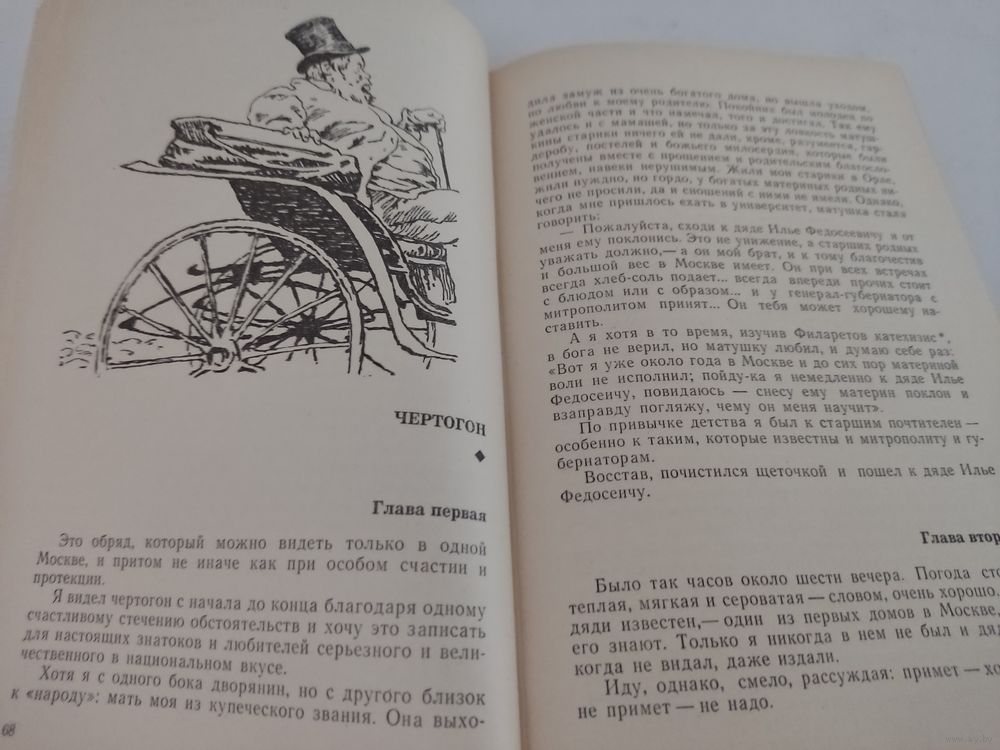 ЧЕРТОГОН
Глава первая
Это обряд, который можно видеть только в одной
Москве, и притом не иначе как при особом счастии и
протекции.
Я видел чертогон с начала до конца благодаря одному
счастливому стечению обстоятельств и хочу это записать
для настоящих знатоков и любителей серьезного и вели-
чественного в национальном вкусе.
Хотя я с одного бока дворянин, но с другого близок
к «народу»: мать моя из купеческого звания. Она выхо-
68
дила замуж из очень богатого дома, но вышла уходом,
по любви к моему родителю. Покойник был молодец по
женской части и что намечал, того и достигал. Так ему
удалось и с мамашей, но только за эту ловкость матуш-
кины старики ничего ей не дали, кроме, разумеется, гар-
деробу, постелей и божьего милосердия, которые были
получены вместе с прощением и родительским благосло-
вением, навеки нерушимым. Жили мои старики в Орле,
жили нуждно, но гордо, у богатых материных родных ни-
чего не просили, да и сношений с ними не имели. Однако,
когда мне пришлось ехать в университет, матушка стала
говорить:
— Пожалуйста, сходи к дяде Илье Федосеевичу и от
меня ему поклонись. Это не унижение, а старших родных
уважать должно,— а он мой брат, и к тому благочестив
и большой вес в Москве имеет. Он при всех встречах
всегда хлеб-соль подает... всегда впереди прочих стоит
с блюдом или с образом... и у генерал-губернатора с
митрополитом принят... Он тебя может хорошему на-
ставить.
А я хотя в то время, изучив Филаретов катехизис*,
в бога не верил, но матушку любил, и думаю себе раз:
«Вот я уже около года в Москве и до сих пор материной
воли не исполнил; пойду-ка я немедленно к дяде Илье
Федосеичу, повидаюсь — снесу ему материн поклон и
взаправду погляжу, чему он меня научит».
По привычке детства я был к старшим почтителен —
особенно к таким, которые известны и митрополиту и гу-
бернаторам.
Восстав, почистился щеточкой и пошел к дяде Илье
Федосеичу.
Глава втор
Было так часов около шести вечера. Погода сто
теплая, мягкая и сероватая — словом, очень хорошо.
дяди известен,— один из первых домов в Москве,
его знают. Только я никогда в нем не был и дяд
когда не видал, даже издали.
Иду, однако, смело, рассуждая: примет — хо
не примет — не надо.
www.ay.by